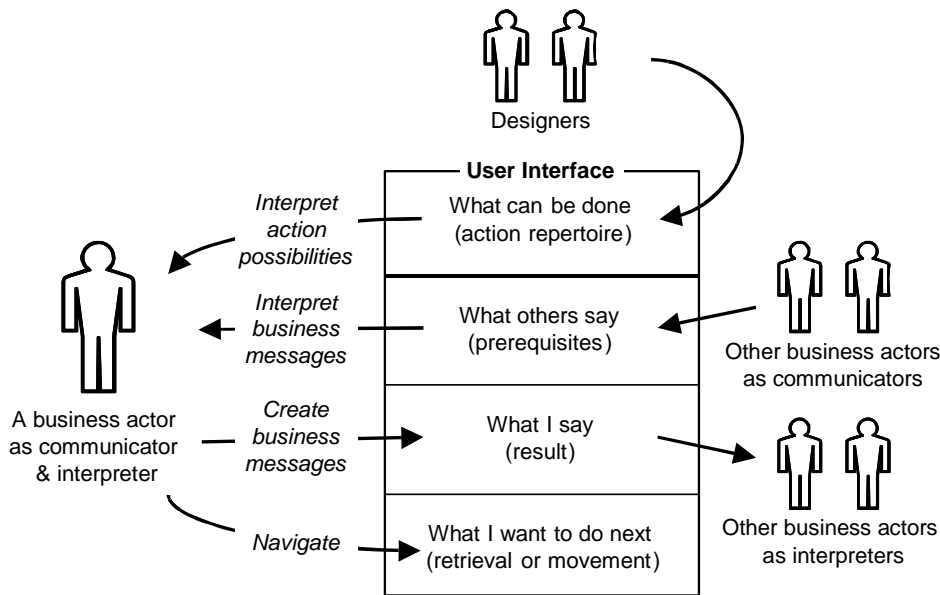 Designers
User Interface
Interpret
action
possibilities
What can be done
(action repertoire)
Interpret
business
messages
What others say
(prerequisites)
Other business actors
as communicators
A business actor
as communicator
& interpreter
Create
business
messages
What I say
(result)
Other business actors
as interpreters
Navigate
What I want to do next
(retrieval or movement)